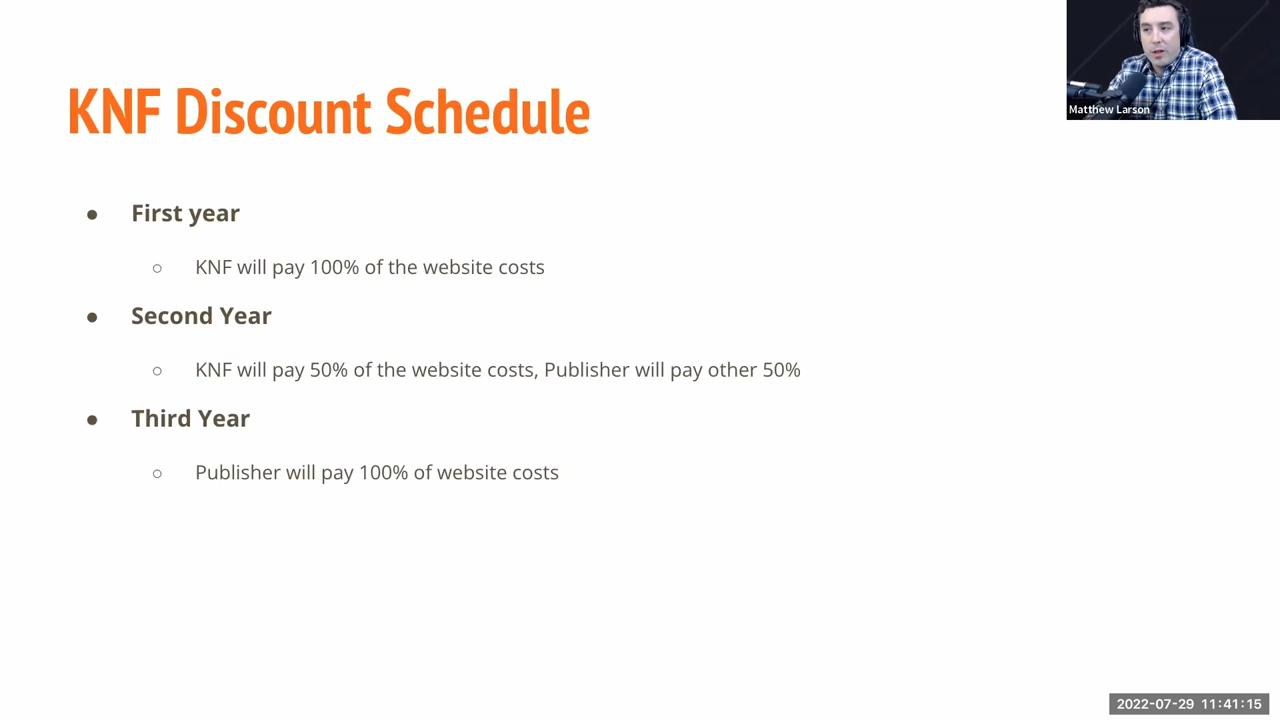 KNF Discount Schedule
Matthew Larson
● First year
○ KNF will pay 100% of the website costs
● Second Year
○ KNF will pay 50% of the website costs, Publisher will pay other 50%
● Third Year
○ Publisher will pay 100% of website costs
2022-07-29 11:41:15